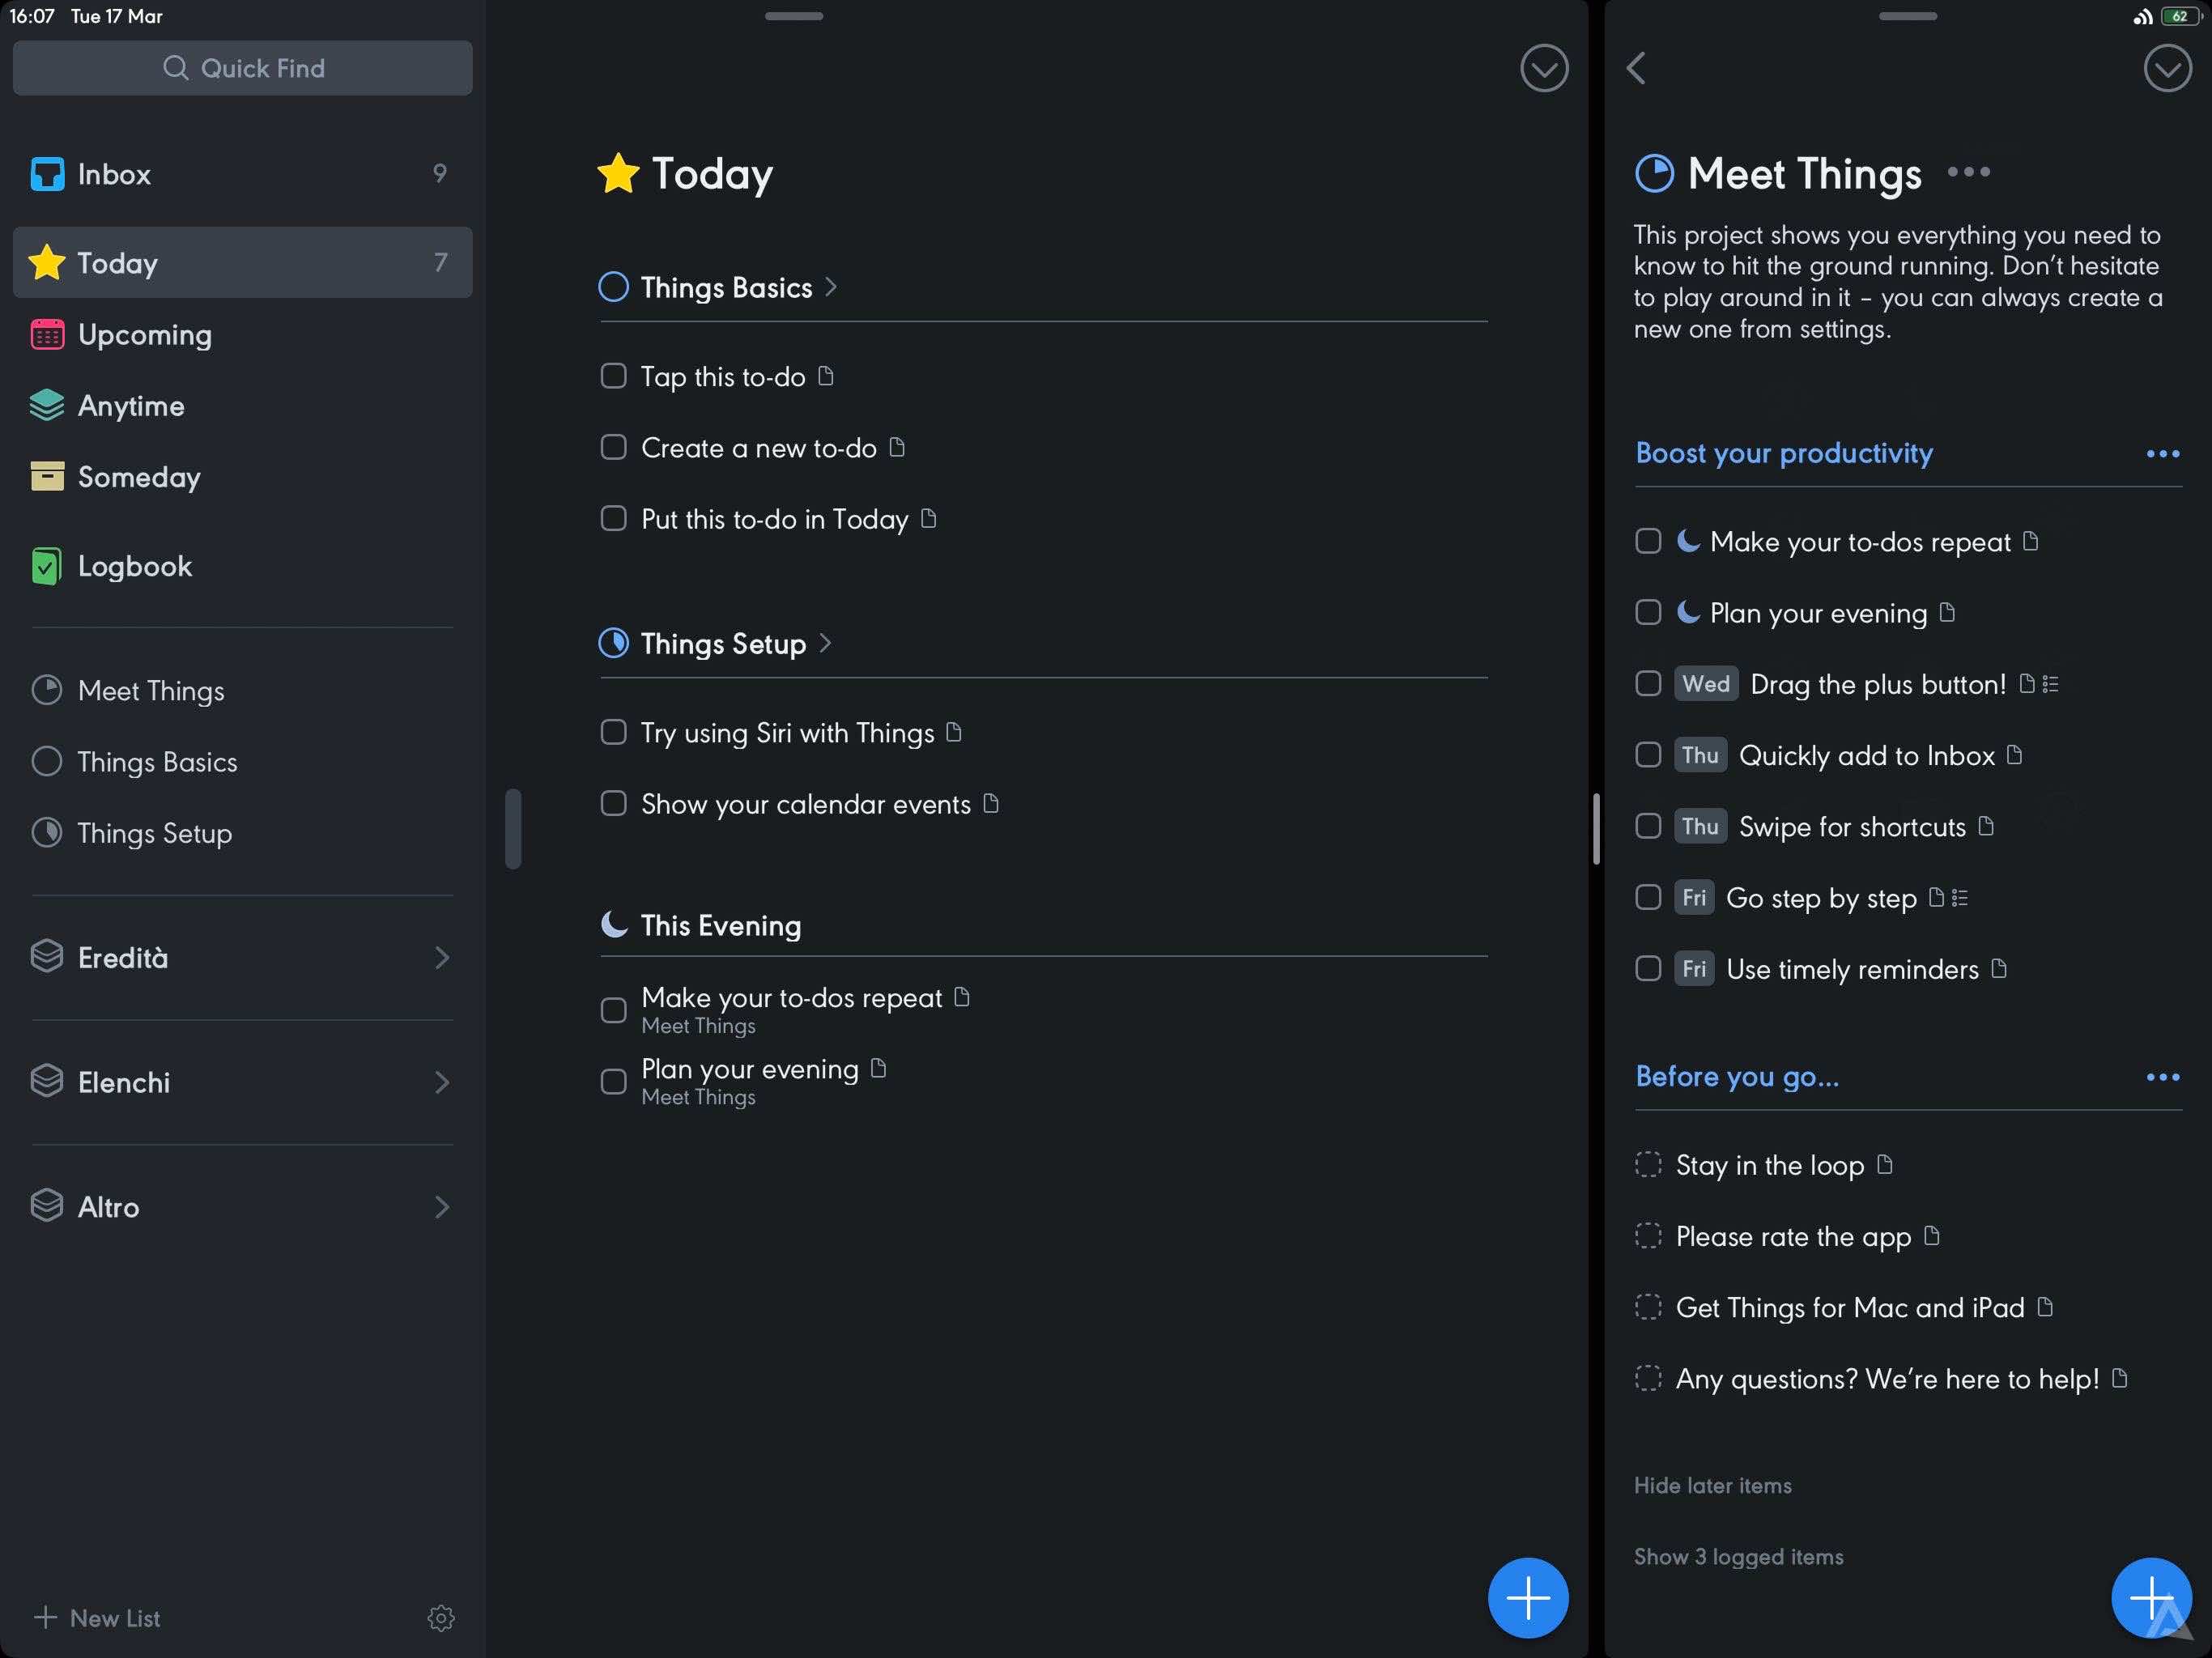 16:07 Tue 17 Mar
Quick Find
Inbox 9
Today 7
Upcoming
Anytime
Someday
Logbook
Meet Things
Things Basics
Things Setup
Eredità
Elenchi
Altro
New List
Today
Things Basics
Tap this to-do
Create a new to-do
Put this to-do in Today
Things Setup
Try using Siri with Things
Show your calendar events
This Evening
Make your to-dos repeat
Meet Things
Plan your evening
Meet Things
62
Meet Things
This project shows you everything you need to
know to hit the ground running. Don’t hesitate
to play around in it – you can always create a
new one from settings.
Boost your productivity
Make your to-dos repeat
Plan your evening
Wed Drag the plus button!
Thu Quickly add to Inbox
Thu Swipe for shortcuts
Fri Go step by step
Fri Use timely reminders
Before you go...
Stay in the loop
Please rate the app
Get Things for Mac and iPad
Any questions? We’re here to help!
Hide later items
Show 3 logged items